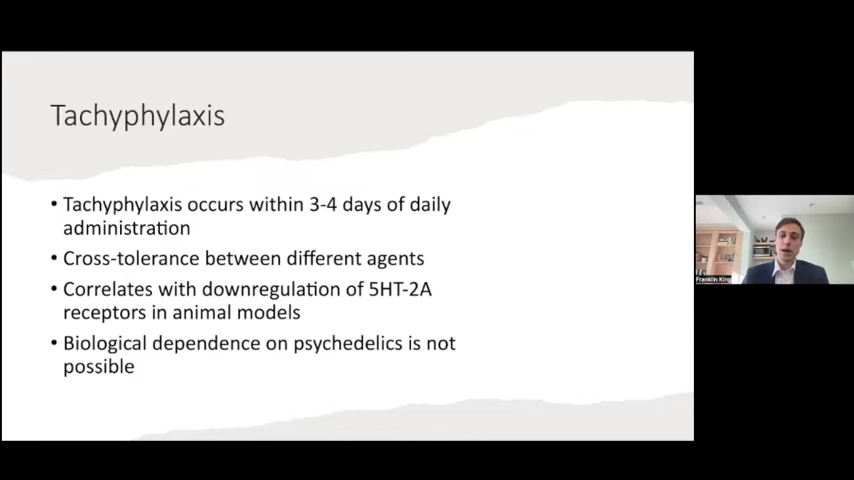 Tachyphylaxis
• Tachyphylaxis occurs within 3-4 days of daily
administration
• Cross-tolerance between different agents
• Correlates with downregulation of 5HT-2A
receptors in animal models
• Biological dependence on psychedelics is not
possible
Franklin King